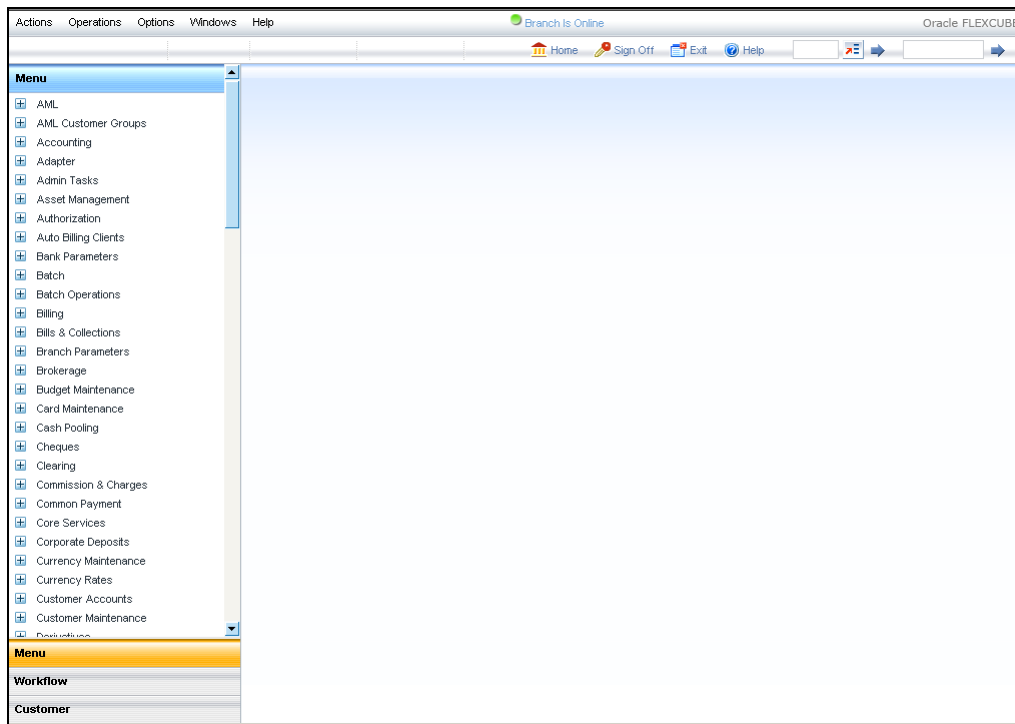 Actions Operations Options Windows Help Branch Is Online Oracle FLEXCUBE
Home Sign Off Exit Help
Menu
AML
AML Customer Groups
Accounting
Adapter
Admin Tasks
Asset Management
Authorization
Auto Billing Clients
Bank Parameters
Batch
Batch Operations
Billing
Bills & Collections
Branch Parameters
Brokerage
Budget Maintenance
Card Maintenance
Cash Pooling
Cheques
Clearing
Commission & Charges
Common Payment
Core Services
Corporate Deposits
Currency Maintenance
Currency Rates
Customer Accounts
Customer Maintenance
Derivatives
Menu
Workflow
Customer